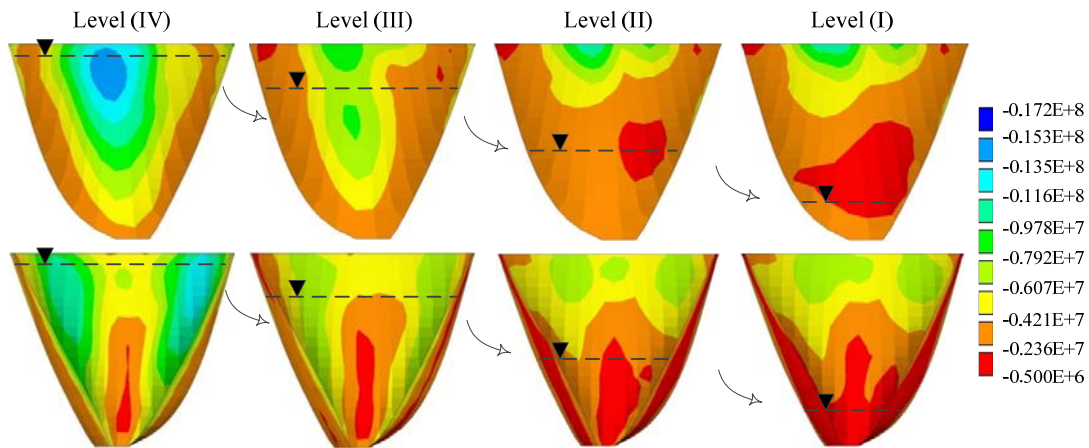 Level (IV)
Level (III)
Level (II)
Level (I)
-0.172E+8
-0.153E+8
-0.135E+8
-0.116E+8
-0.978E+7
-0.792E+7
-0.607E+7
-0.421E+7
-0.236E+7
-0.500E+6